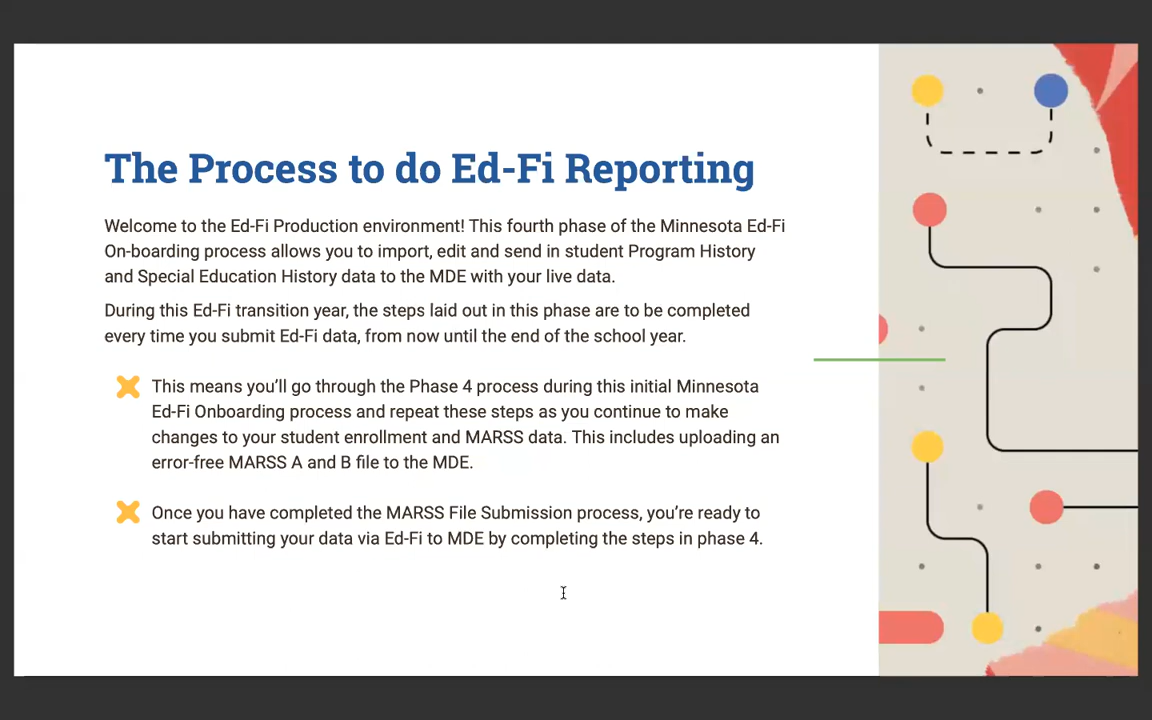 The Process to do Ed-Fi Reporting
Welcome to the Ed-Fi Production environment! This fourth phase of the Minnesota Ed-Fi
On-boarding process allows you to import, edit and send in student Program History
and Special Education History data to the MDE with your live data.
During this Ed-Fi transition year, the steps laid out in this phase are to be completed
every time you submit Ed-Fi data, from now until the end of the school year.
This means you’ll go through the Phase 4 process during this initial Minnesota
Ed-Fi Onboarding process and repeat these steps as you continue to make
changes to your student enrollment and MARSS data. This includes uploading an
error-free MARSS A and B file to the MDE.
Once you have completed the MARSS File Submission process, you’re ready to
start submitting your data via Ed-Fi to MDE by completing the steps in phase 4.